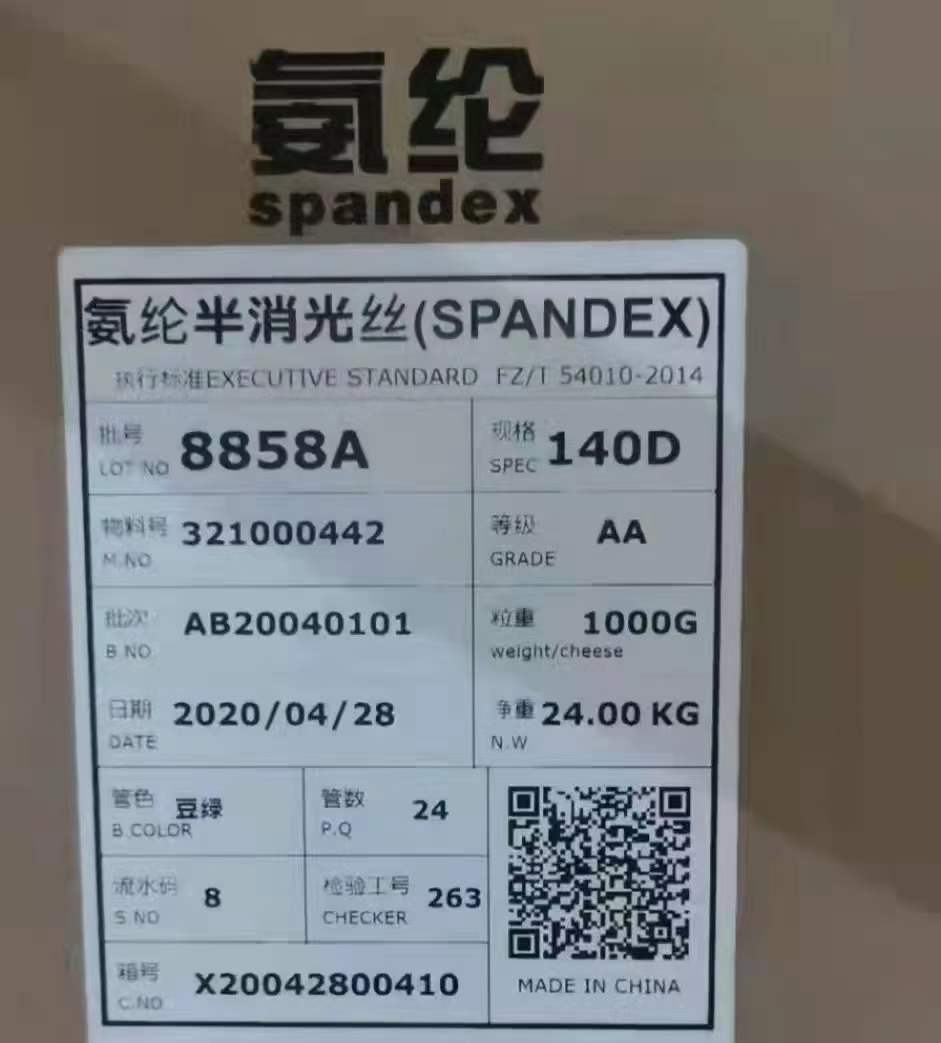 氨纶
spandex
氨纶半消光丝(SPANDEX)
执行标准EXECUTIVE STANDARD FZ/T 54010-2014
批号 LOT NO 8858A
规格 SPEC 140D
物料号 M.NO 321000442
等级 GRADE AA
批次 B.NO AB20040101
粒重 weight/cheese 1000G
日期 DATE 2020/04/28
净重 N.W 24.00 KG
管色 B.COLOR 豆绿
管数 P.Q 24
流水码 S NO 8
检验工号 CHECKER 263
箱号 C.NO X20042800410
MADE IN CHINA